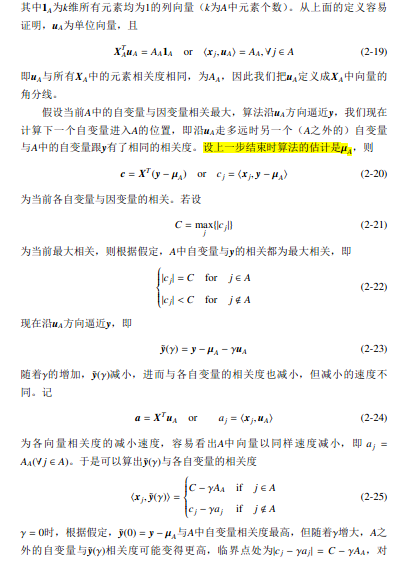 其中1_A为k维所有元素均为1的列向量（k为A中元素个数）。从上面的定义容易
证明，u_A为单位向量，且
X_A^T u_A = A_A 1_A or ⟨x_j, u_A⟩ = A_A, ∀j ∈ A (2-19)
即u_A与所有X_A中的元素相关度相同，为A_A，因此我们把u_A定义成X_A中向量的
角分线。
假设当前A中的自变量与因变量相关最大，算法沿u_A方向逼近y，我们现在
计算下一个自变量进入A的位置，即沿u_A走多远时另一个（A之外的）自变量
与A中的自变量跟y有了相同的相关度。设上一步结束时算法的估计是μ_A，则
c = X^T(y − μ_A) or c_j = ⟨x_j, y − μ_A⟩ (2-20)
为当前各自变量与因变量的相关。若设
C = max_j{|c_j|} (2-21)
为当前最大相关，则根据假定，A中自变量与y的相关都为最大相关，即
|c_j| = C for j ∈ A
(2-22)
|c_j| < C for j ∉ A
现在沿u_A方向逼近y，即
ỹ(γ) = y − μ_A − γu_A (2-23)
随着γ的增加，ỹ(γ)减小，进而与各自变量的相关度也减小，但减小的速度不
同。记
a = X^T u_A or a_j = ⟨x_j, u_A⟩ (2-24)
为各向量相关度的减小速度，容易看出A中向量以同样速度减小，即 a_j =
A_A(∀j ∈ A)。于是可以算出ỹ(γ)与各自变量的相关度
⟨x_j, ỹ(γ)⟩ = { C − γA_A if j ∈ A
(2-25)
c_j − γa_j if j ∉ A
γ = 0时，根据假定，ỹ(0) = y − μ_A与A中自变量相关度最高，但随着γ增大，A之
外的自变量与ỹ(γ)相关度可能变得更高，临界点处为|c_j − γa_j| = C − γA_A，对